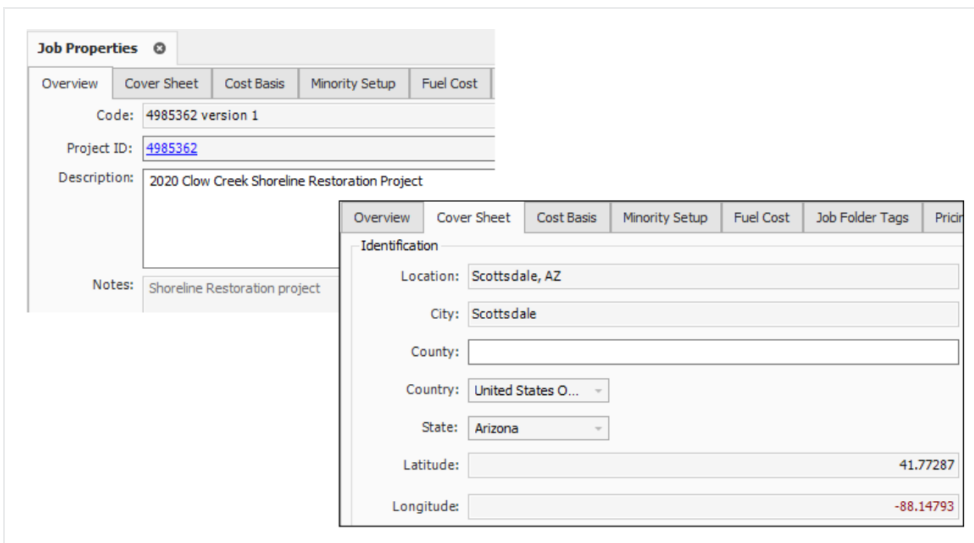 Job Properties
Overview Cover Sheet Cost Basis Minority Setup Fuel Cost
Code: 4985362 version 1
Project ID: 4985362
Description: 2020 Clow Creek Shoreline Restoration Project
Notes: Shoreline Restoration project
Overview Cover Sheet Cost Basis Minority Setup Fuel Cost Job Folder Tags
Identification
Location: Scottsdale, AZ
City: Scottsdale
County:
Country: United States O...
State: Arizona
Latitude: 41.77287
Longitude: -88.14793